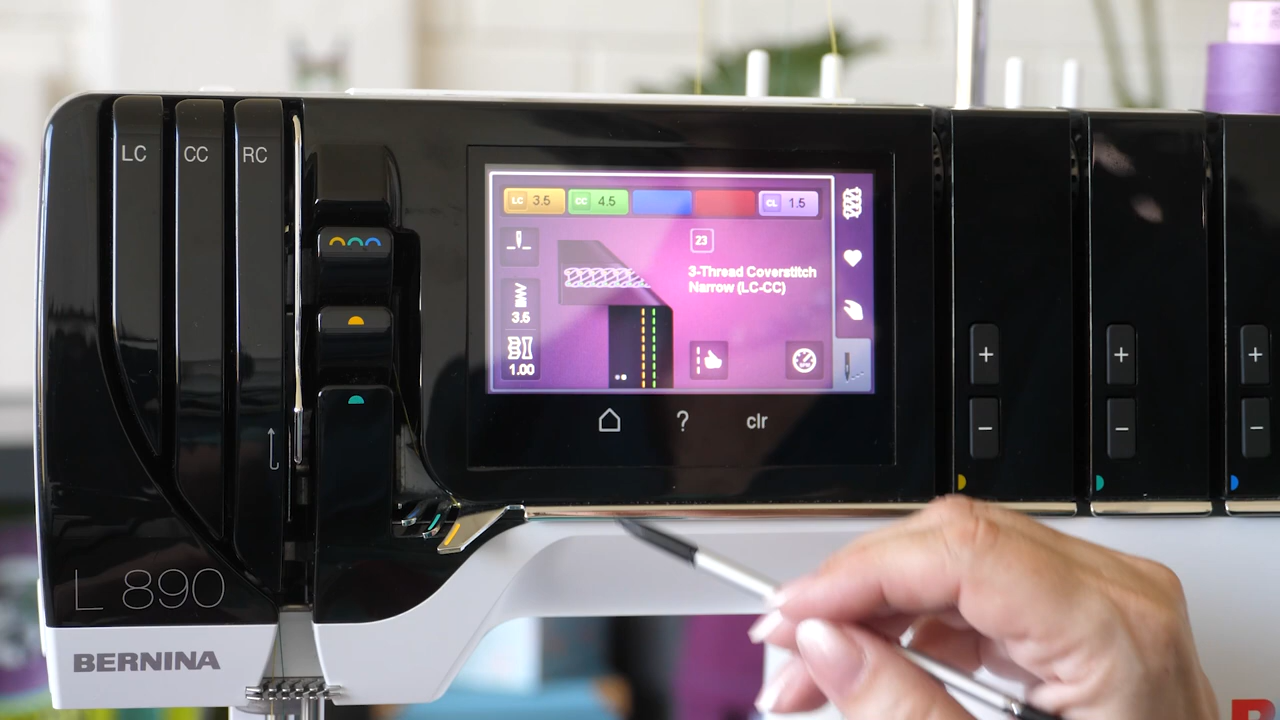 LC
CC
RC
LC 3.5
CC 4.5
CL 1.5
23
3-Thread Coverstitch
Narrow (LC-CC)
3.5
1.00
?
clr
+
+
+
−
−
−
L 890
BERNINA
B